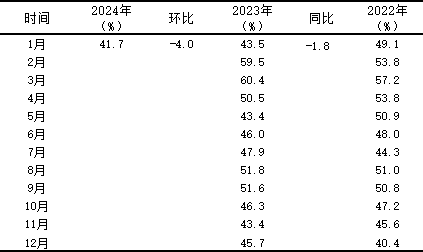 时间 2024年（%） 环比 2023年（%） 同比 2022年（%）
1月 41.7 -4.0 43.5 -1.8 49.1
2月 59.5 53.8
3月 60.4 57.2
4月 50.5 53.8
5月 43.4 50.9
6月 46.0 48.0
7月 47.9 44.3
8月 51.8 51.0
9月 51.6 50.8
10月 46.3 47.2
11月 43.4 45.6
12月 45.7 40.4